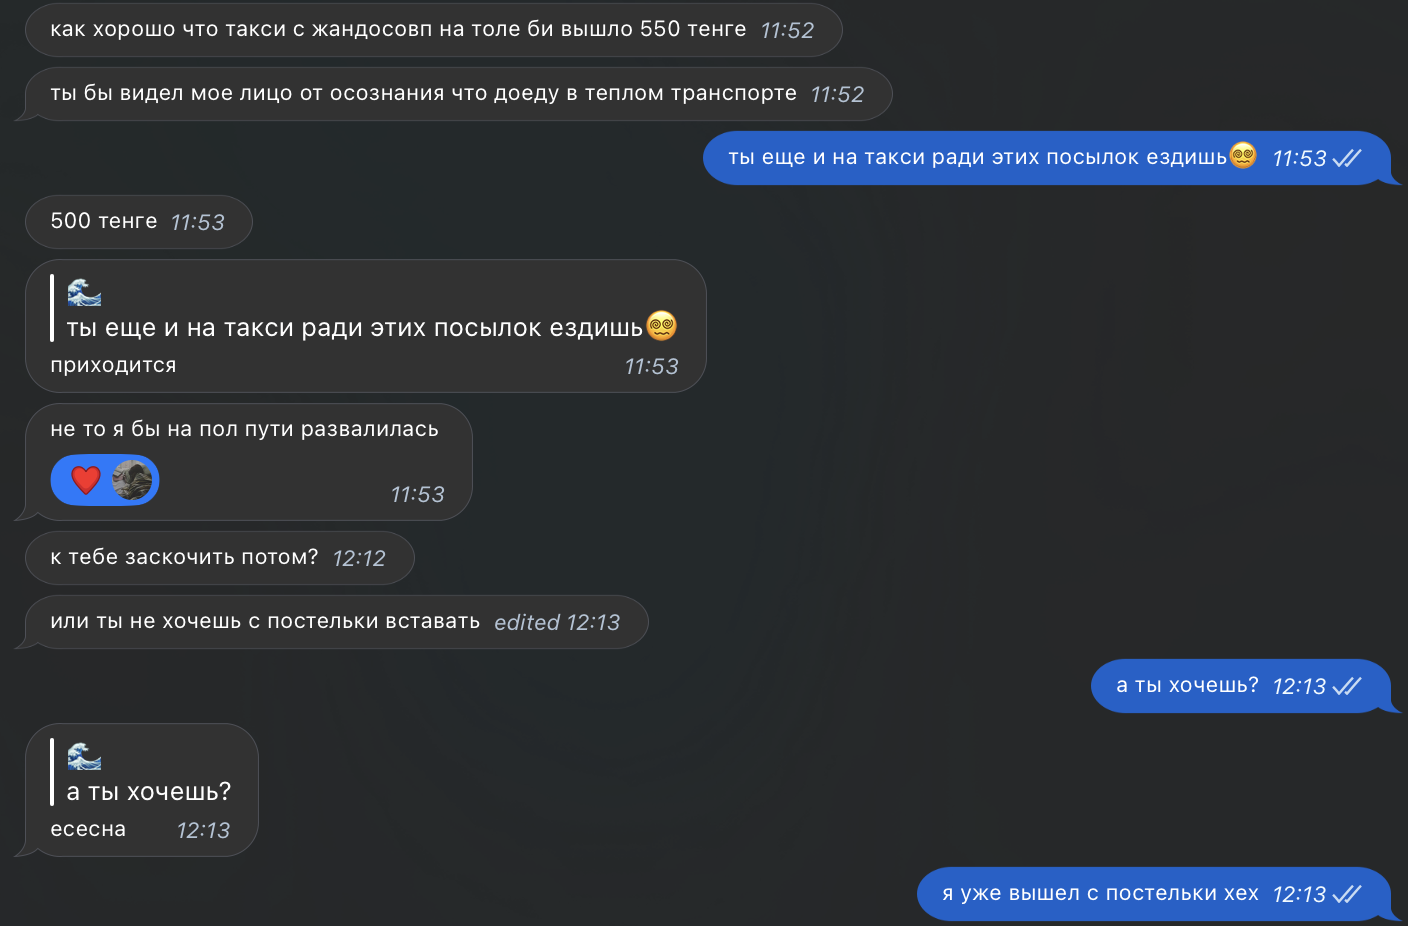 как хорошо что такси с жандосовп на толе би вышло 550 тенге 11:52
ты бы видел мое лицо от осознания что доеду в теплом транспорте 11:52
ты еще и на такси ради этих посылок ездишь😵‍💫 11:53
500 тенге 11:53
🌊
ты еще и на такси ради этих посылок ездишь😵‍💫
приходится 11:53
не то я бы на пол пути развалилась
❤️ 11:53
к тебе заскочить потом? 12:12
или ты не хочешь с постельки вставать edited 12:13
а ты хочешь? 12:13
🌊
а ты хочешь?
есесна 12:13
я уже вышел с постельки хех 12:13